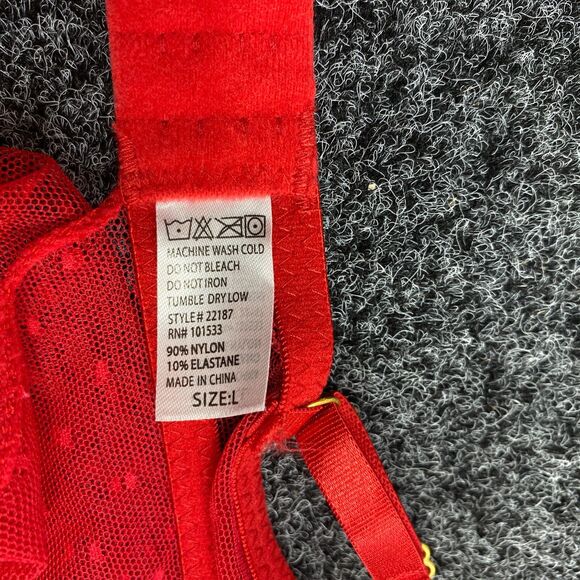 MACHINE WASH COLD
DO NOT BLEACH
DO NOT IRON
TUMBLE DRY LOW
STYLE# 22187
RN# 101533
90% NYLON
10% ELASTANE
MADE IN CHINA
SIZE:L